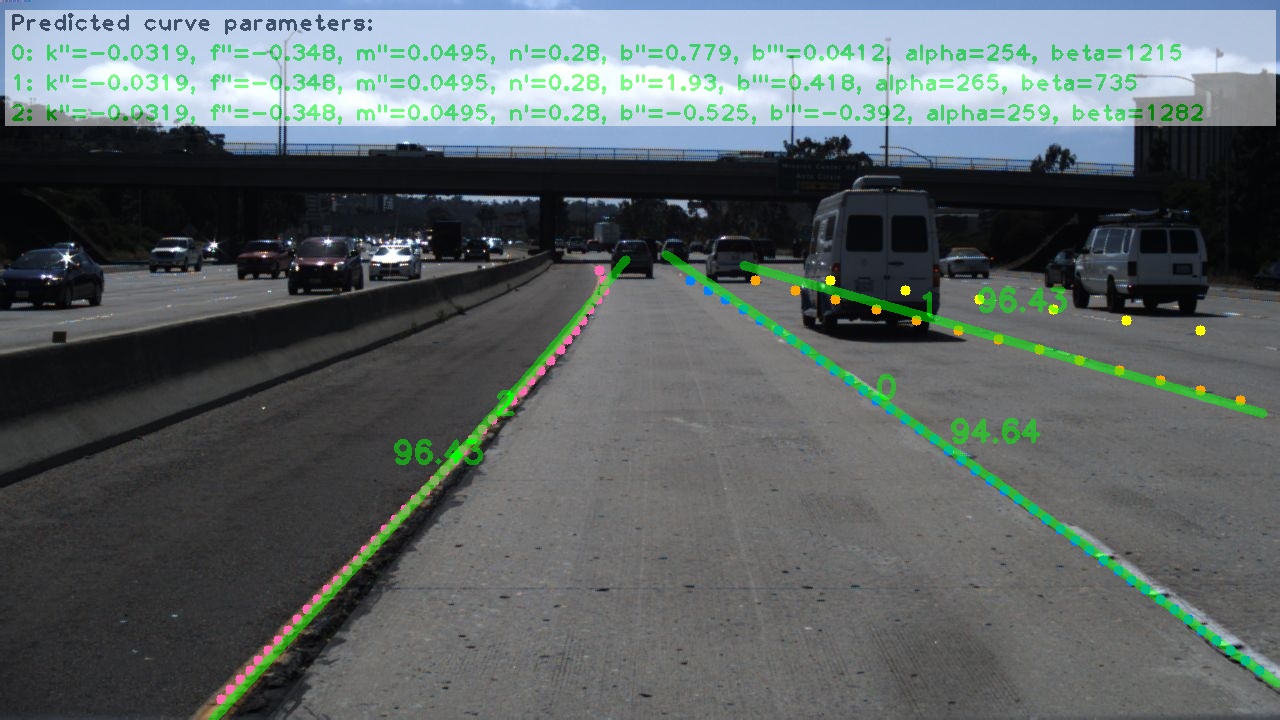 Predicted curve parameters:
0: k''=-0.0319, f''=-0.348, m''=0.0495, n'=0.28, b''=0.779, b'''=0.0412, alpha=254, beta=1215
1: k''=-0.0319, f''=-0.348, m''=0.0495, n'=0.28, b''=1.93, b'''=0.418, alpha=265, beta=735
2: k''=-0.0319, f''=-0.348, m''=0.0495, n'=0.28, b''=-0.525, b'''=-0.392, alpha=259, beta=1282
Auto Circle
1 96.43
0
2
94.64
96.43